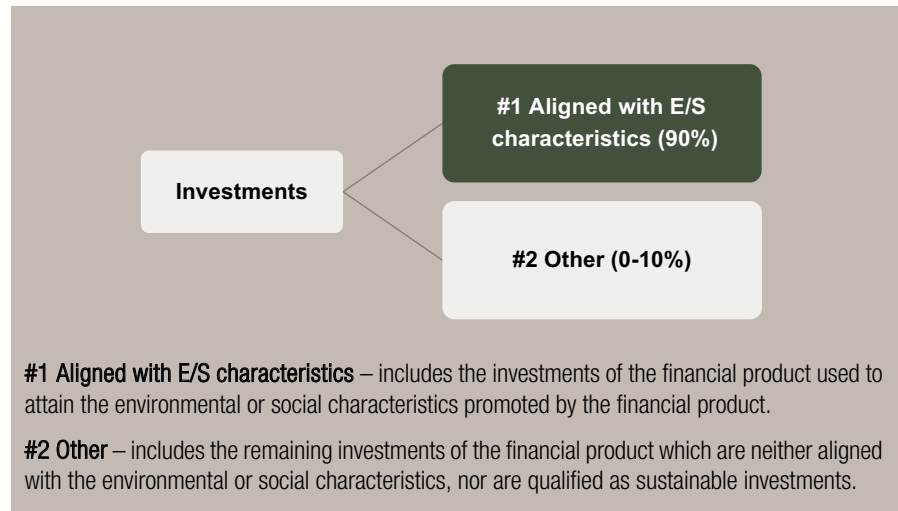 #1 Aligned with E/S
characteristics (90%)
Investments
#2 Other (0-10%)
#1 Aligned with E/S characteristics – includes the investments of the financial product used to
attain the environmental or social characteristics promoted by the financial product.
#2 Other – includes the remaining investments of the financial product which are neither aligned
with the environmental or social characteristics, nor are qualified as sustainable investments.